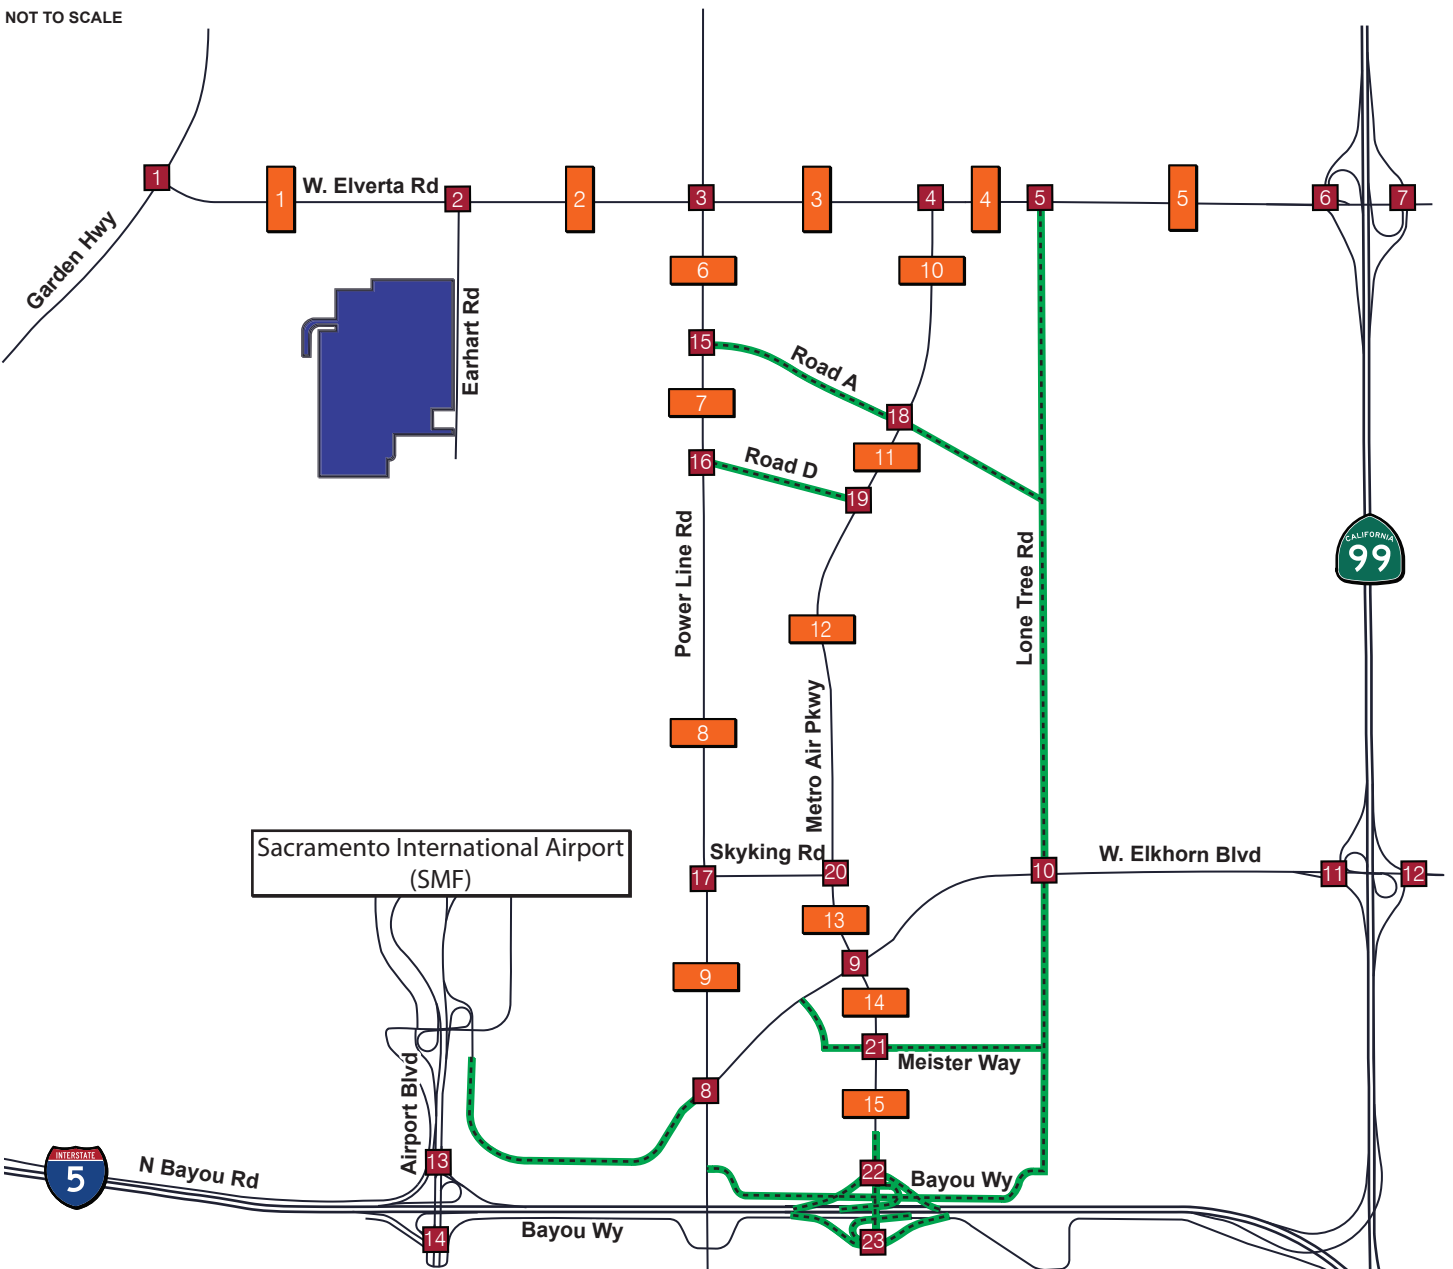 NOT TO SCALE
1
1
W. Elverta Rd
2
2
3
3
4
4
5
5
6
7
Garden Hwy
Earhart Rd
6
10
15
Road A
7
18
11
16
Road D
19
Power Line Rd
Lone Tree Rd
CALIFORNIA
99
12
8
Metro Air Pkwy
Sacramento International Airport
(SMF)
Skyking Rd
17
20
10
W. Elkhorn Blvd
11
12
13
9
9
14
21
Meister Way
8
15
Airport Blvd
13
INTERSTATE
5
N Bayou Rd
22
Bayou Wy
14
Bayou Wy
23